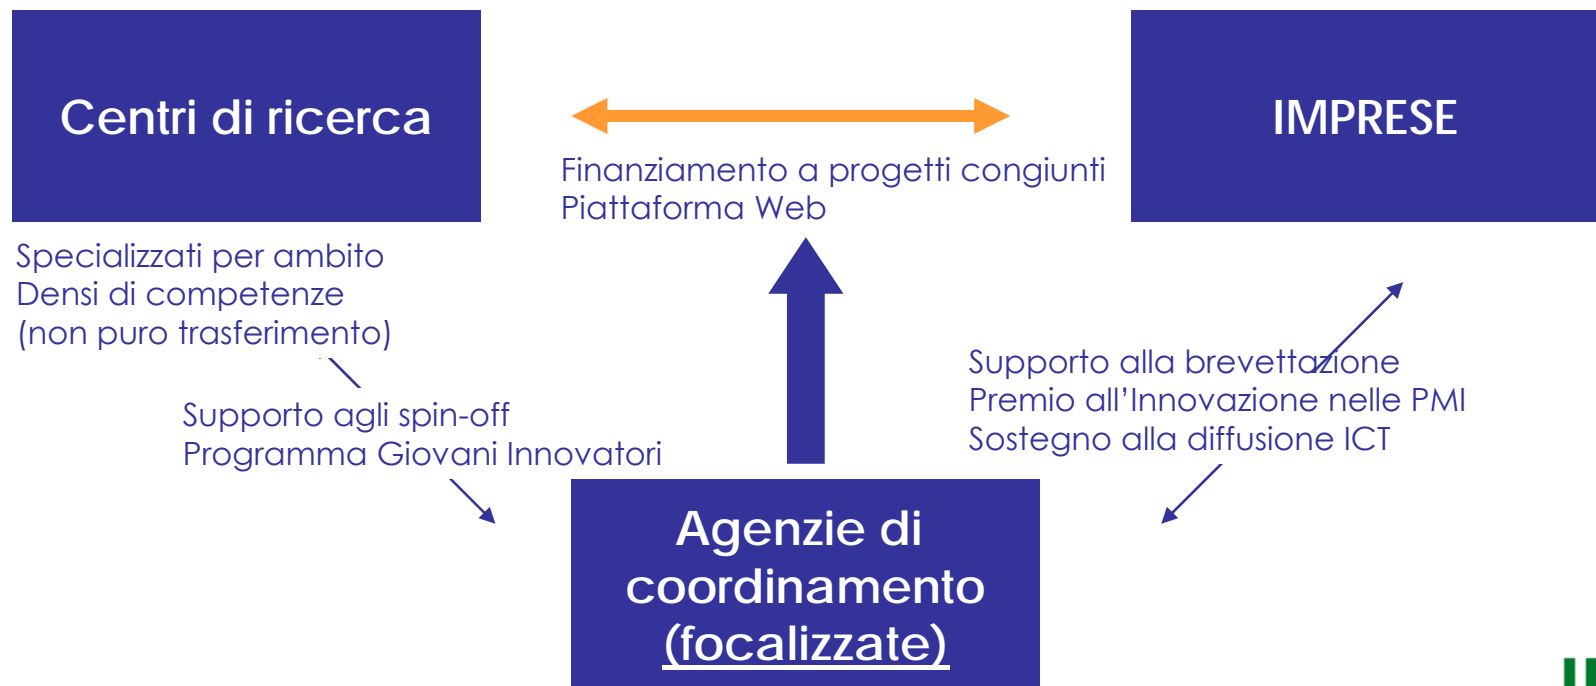 Centri di ricerca
IMPRESE
Finanziamento a progetti congiunti
Piattaforma Web
Specializzati per ambito
Densi di competenze
(non puro trasferimento)
Supporto agli spin-off
Programma Giovani Innovatori
Supporto alla brevettazione
Premio all’Innovazione nelle PMI
Sostegno alla diffusione ICT
Agenzie di
coordinamento
(focalizzate)